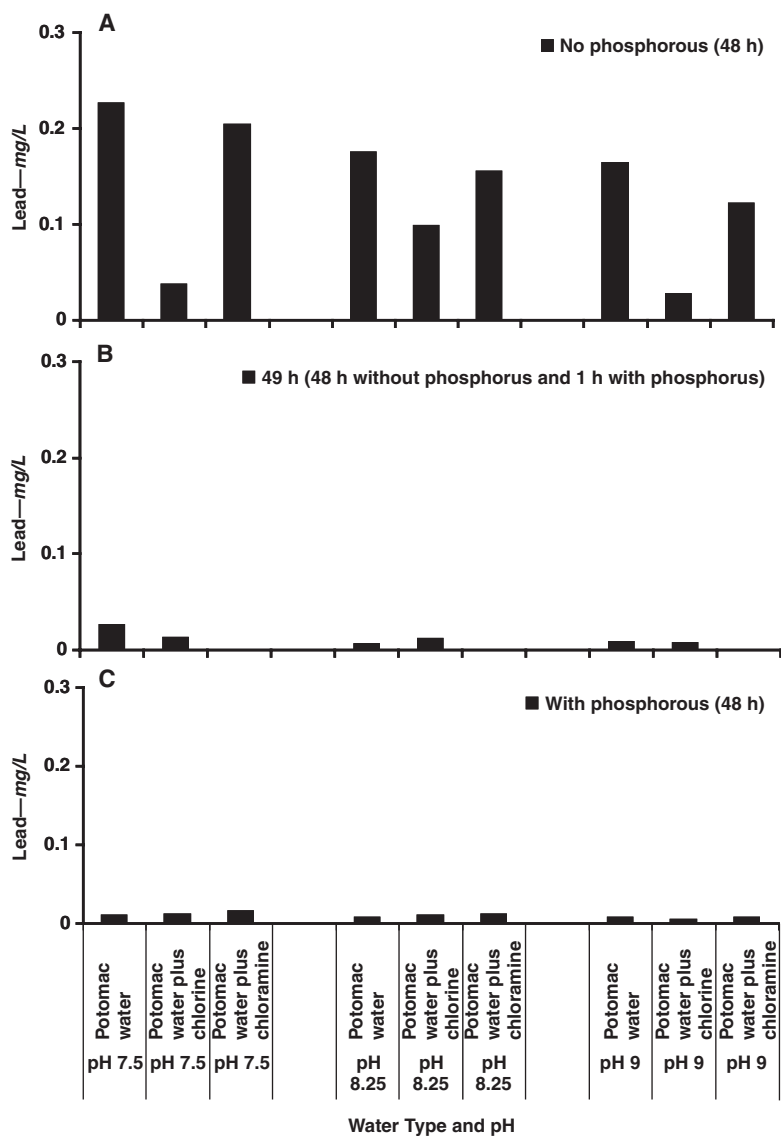 A
0.3
0.2
0.1
0
Lead—mg/L
No phosphorous (48 h)
B
0.3
0.2
0.1
0
Lead—mg/L
49 h (48 h without phosphorus and 1 h with phosphorus)
C
0.3
0.2
0.1
0
Lead—mg/L
With phosphorous (48 h)
Potomac
water
Potomac
water plus
chlorine
Potomac
water plus
chloramine
Potomac
water
Potomac
water plus
chlorine
Potomac
water plus
chloramine
Potomac
water
Potomac
water plus
chlorine
Potomac
water plus
chloramine
pH 7.5
pH 7.5
pH 7.5
pH
8.25
pH
8.25
pH
8.25
pH 9
pH 9
pH 9
Water Type and pH